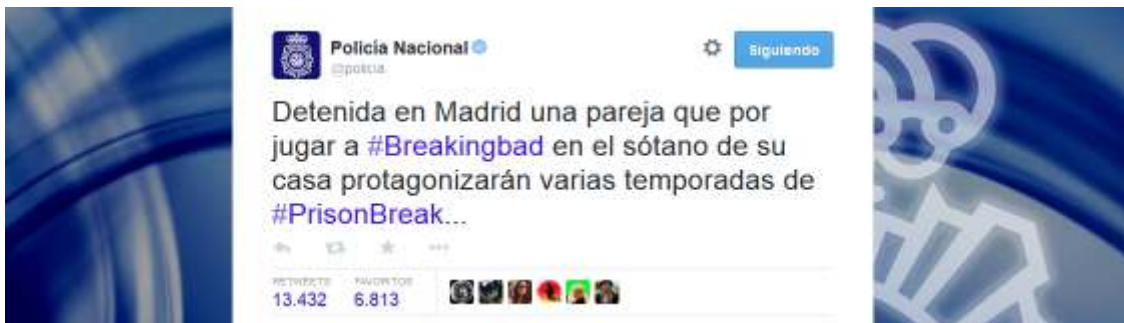 Policía Nacional
@policia
Siguiendo
Detenida en Madrid una pareja que por
jugar a #Breakingbad en el sótano de su
casa protagonizarán varias temporadas de
#PrisonBreak...
RETWEETS FAVORITOS
13.432 6.813